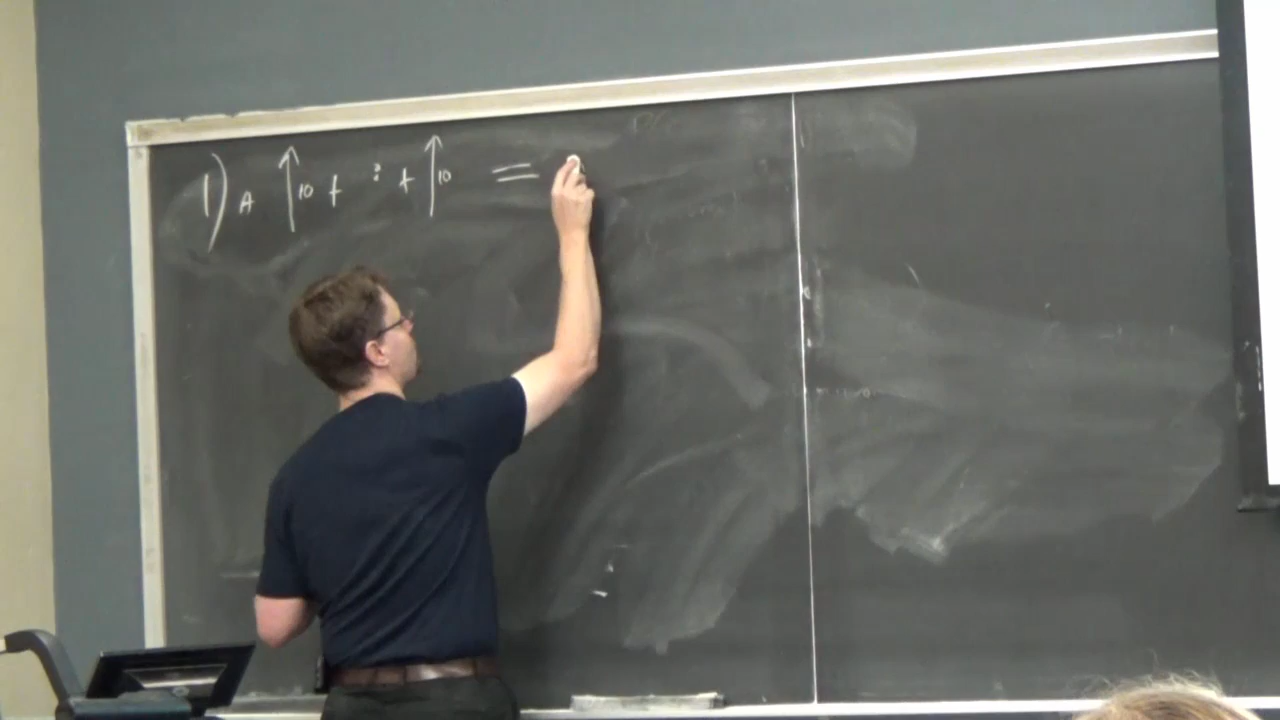 1) A ↑10 + ? + ↑10 =